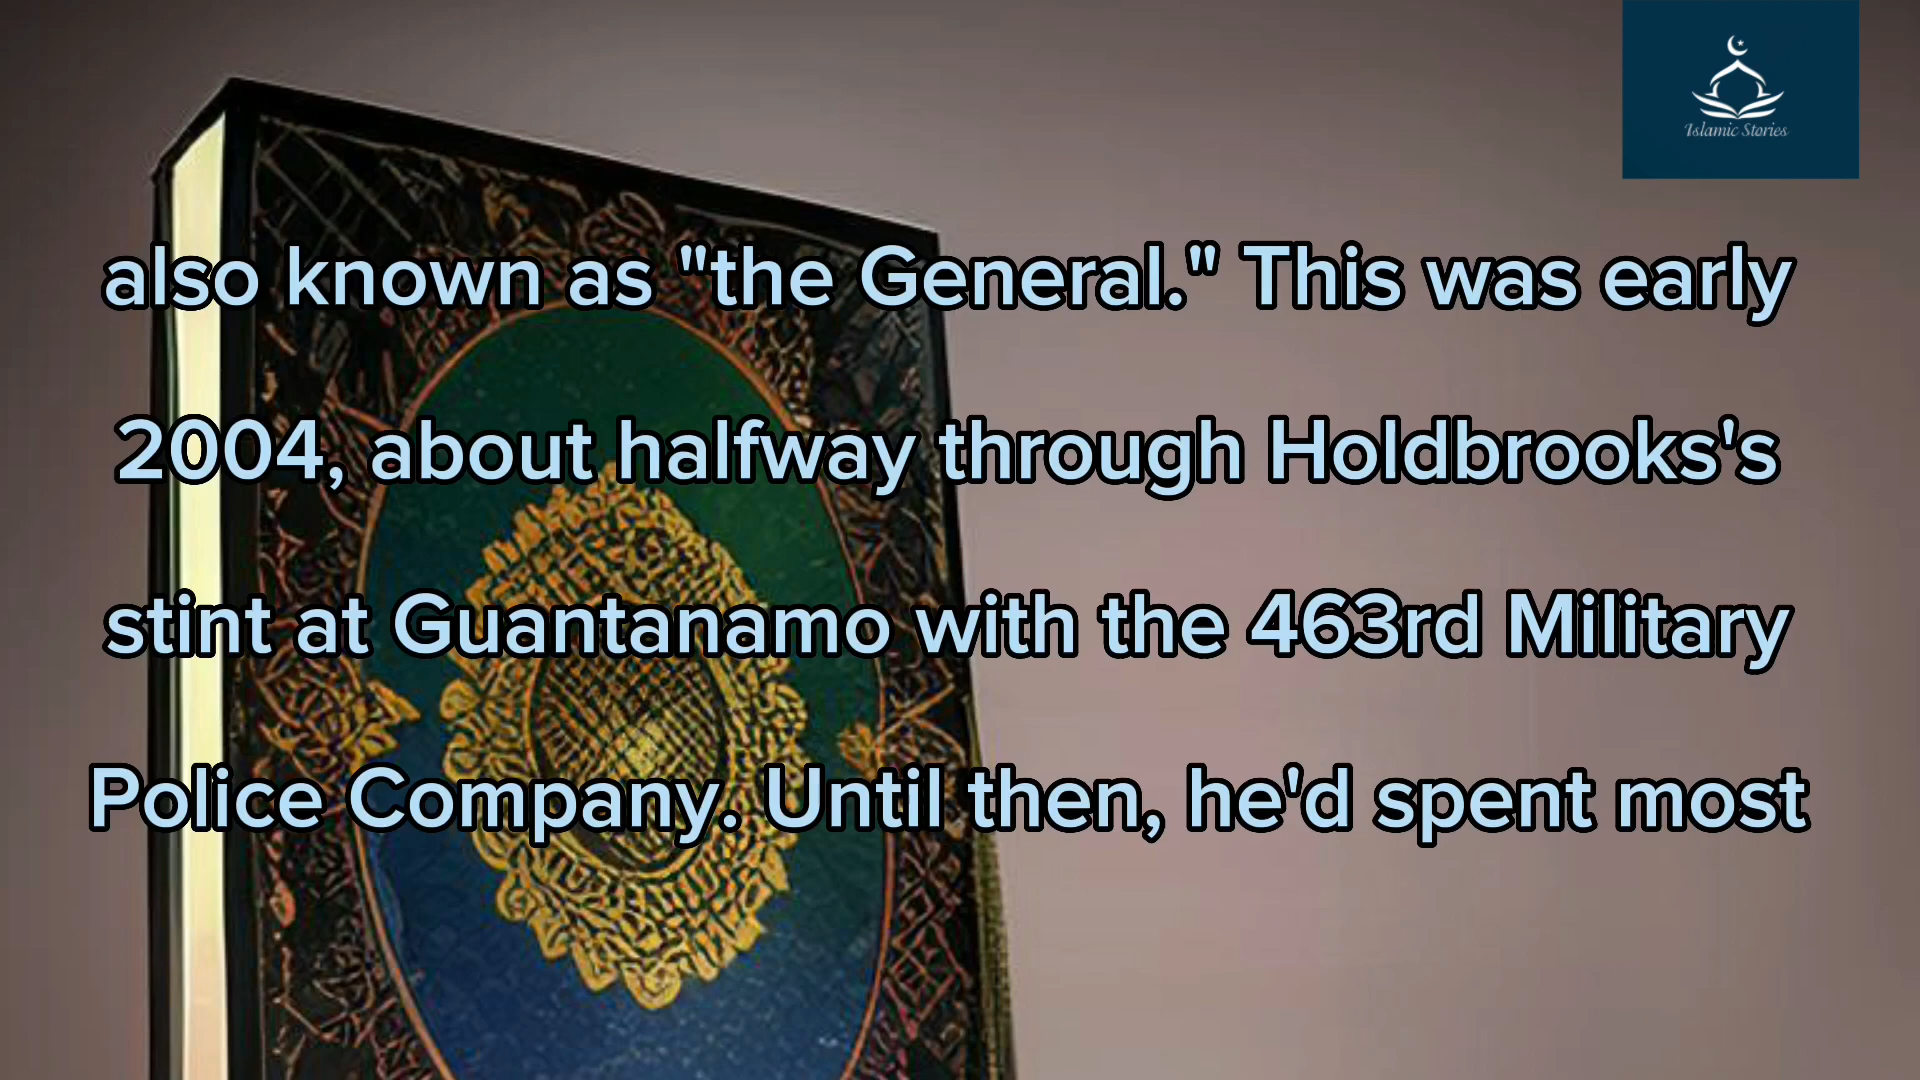 Islamic Stories
also known as "the General." This was early
2004, about halfway through Holdbrooks's
stint at Guantanamo with the 463rd Military
Police Company. Until then, he'd spent most